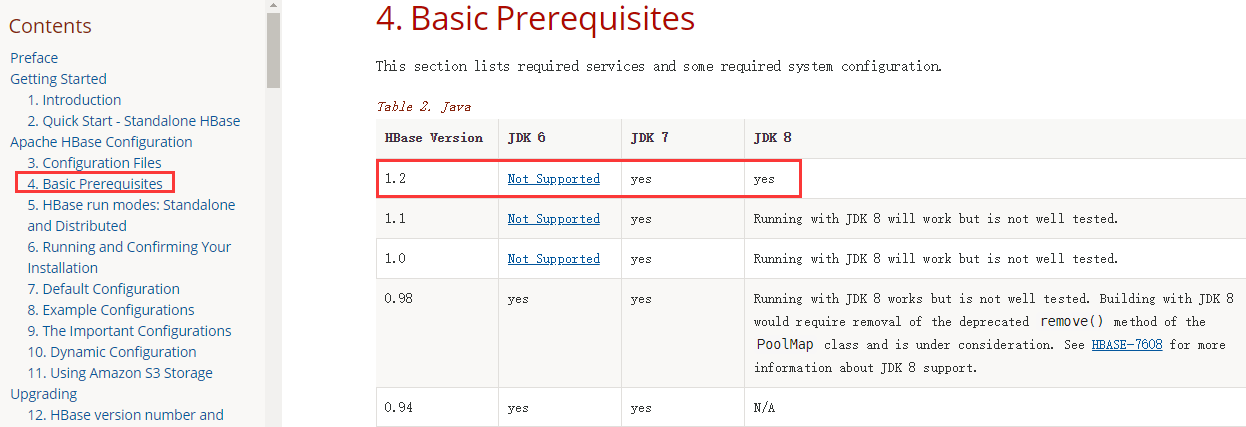 Contents
Preface
Getting Started
1. Introduction
2. Quick Start - Standalone HBase
Apache HBase Configuration
3. Configuration Files
4. Basic Prerequisites
5. HBase run modes: Standalone
and Distributed
6. Running and Confirming Your
Installation
7. Default Configuration
8. Example Configurations
9. The Important Configurations
10. Dynamic Configuration
11. Using Amazon S3 Storage
Upgrading
12. HBase version number and
4. Basic Prerequisites
This section lists required services and some required system configuration.
Table 2. Java
HBase Version JDK 6 JDK 7 JDK 8
1.2 Not Supported yes yes
1.1 Not Supported yes Running with JDK 8 will work but is not well tested.
1.0 Not Supported yes Running with JDK 8 will work but is not well tested.
0.98 yes yes Running with JDK 8 works but is not well tested. Building with JDK 8
would require removal of the deprecated remove() method of the
PoolMap class and is under consideration. See HBASE-7608 for more
information about JDK 8 support.
0.94 yes yes N/A